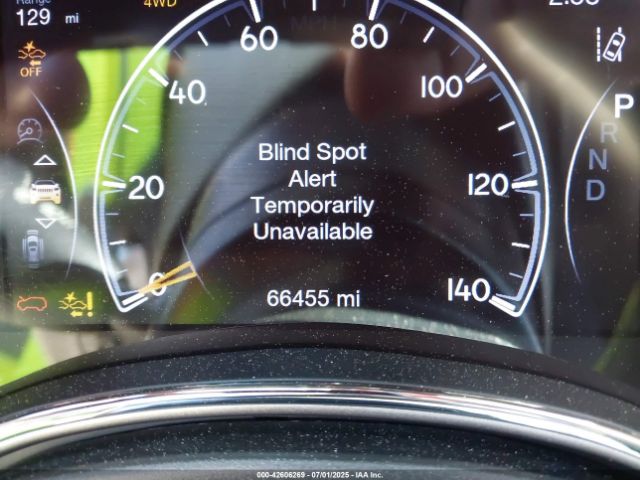 Range
129 mi
4WD
OFF
MPH
0
20
40
60
80
100
120
140
Blind Spot
Alert
Temporarily
Unavailable
66455 mi
P
R
N
D
000-42606269 - 07/01/2025 - IAA Inc.